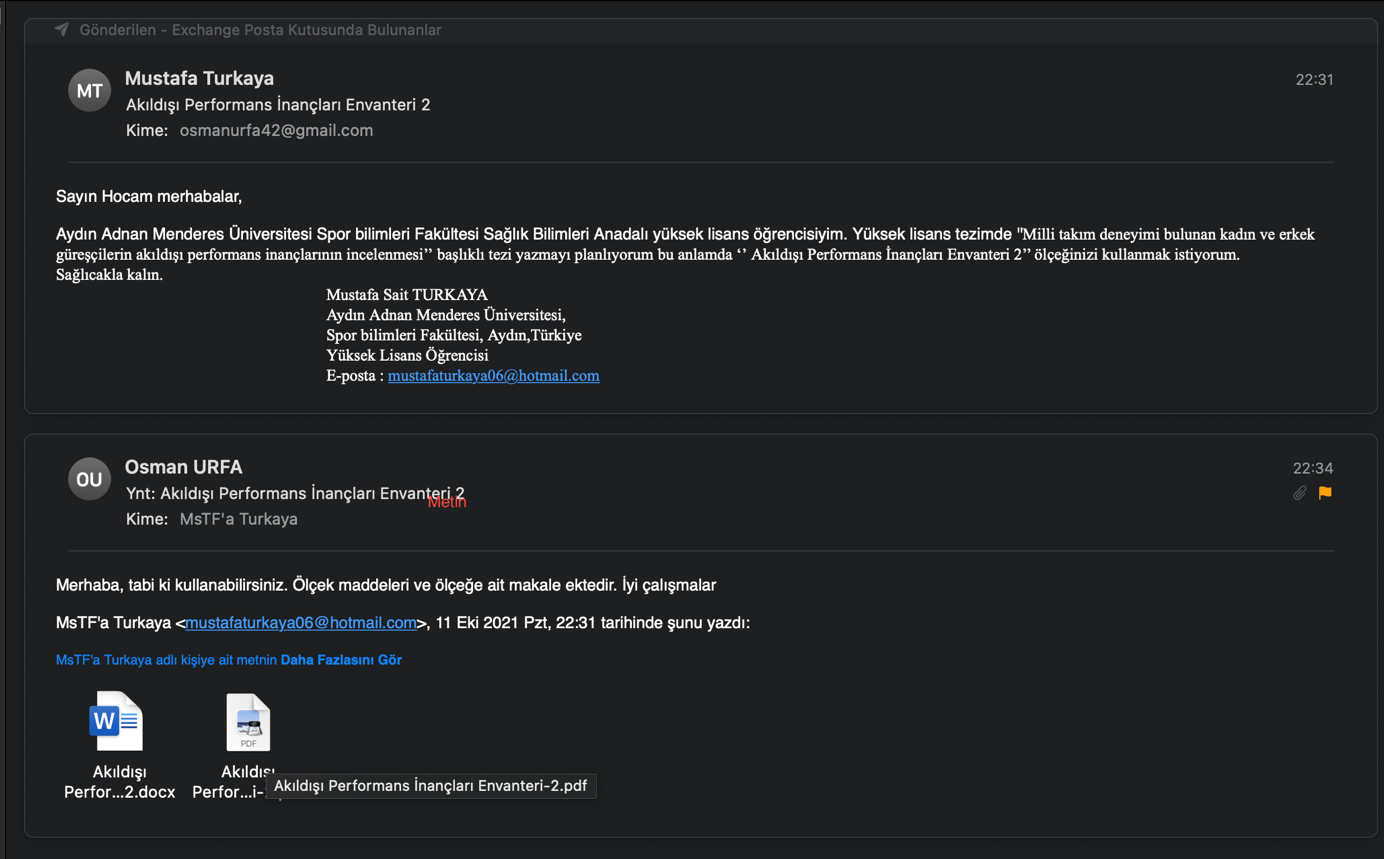 Gönderilen - Exchange Posta Kutusunda Bulunanlar
MT
Mustafa Turkaya
22:31
Akıldışı Performans İnançları Envanteri 2
Kime: osmanurfa42@gmail.com
Sayın Hocam merhabalar,
Aydın Adnan Menderes Üniversitesi Spor bilimleri Fakültesi Sağlık Bilimleri Anadalı yüksek lisans öğrencisiyim. Yüksek lisans tezimde "Milli takım deneyimi bulunan kadın ve erkek
güreşçilerin akıldışı performans inançlarının incelenmesi’’ başlıklı tezi yazmayı planlıyorum bu anlamda ‘’ Akıldışı Performans İnançları Envanteri 2’’ ölçeğinizi kullanmak istiyorum.
Sağlıcakla kalın.
Mustafa Sait TURKAYA
Aydın Adnan Menderes Üniversitesi,
Spor bilimleri Fakültesi, Aydın,Türkiye
Yüksek Lisans Öğrencisi
E-posta : mustafaturkaya06@hotmail.com
OU
Osman URFA
22:34
Ynt: Akıldışı Performans İnançları Envanteri 2
Metin
Kime: MsTF'a Turkaya
Merhaba, tabi ki kullanabilirsiniz. Ölçek maddeleri ve ölçeğe ait makale ektedir. İyi çalışmalar
MsTF'a Turkaya <mustafaturkaya06@hotmail.com>, 11 Eki 2021 Pzt, 22:31 tarihinde şunu yazdı:
MsTF'a Turkaya adlı kişiye ait metnin Daha Fazlasını Gör
W
PDF
Akıldışı
Perfor...2.docx
Akıldışı
Perfor...i-
Akıldışı Performans İnançları Envanteri-2.pdf